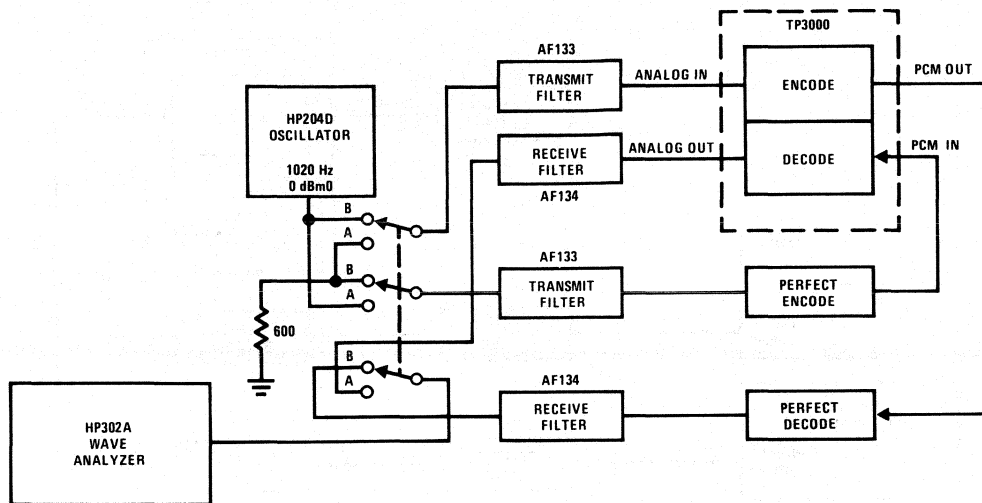 TP3000
AF133
TRANSMIT
FILTER
ANALOG IN
ENCODE
PCM OUT
HP204D
OSCILLATOR
1020 Hz
0 dBm0
RECEIVE
FILTER
AF134
ANALOG OUT
DECODE
PCM IN
B
A
B
A
600
AF133
TRANSMIT
FILTER
PERFECT
ENCODE
B
A
AF134
RECEIVE
FILTER
PERFECT
DECODE
HP302A
WAVE
ANALYZER